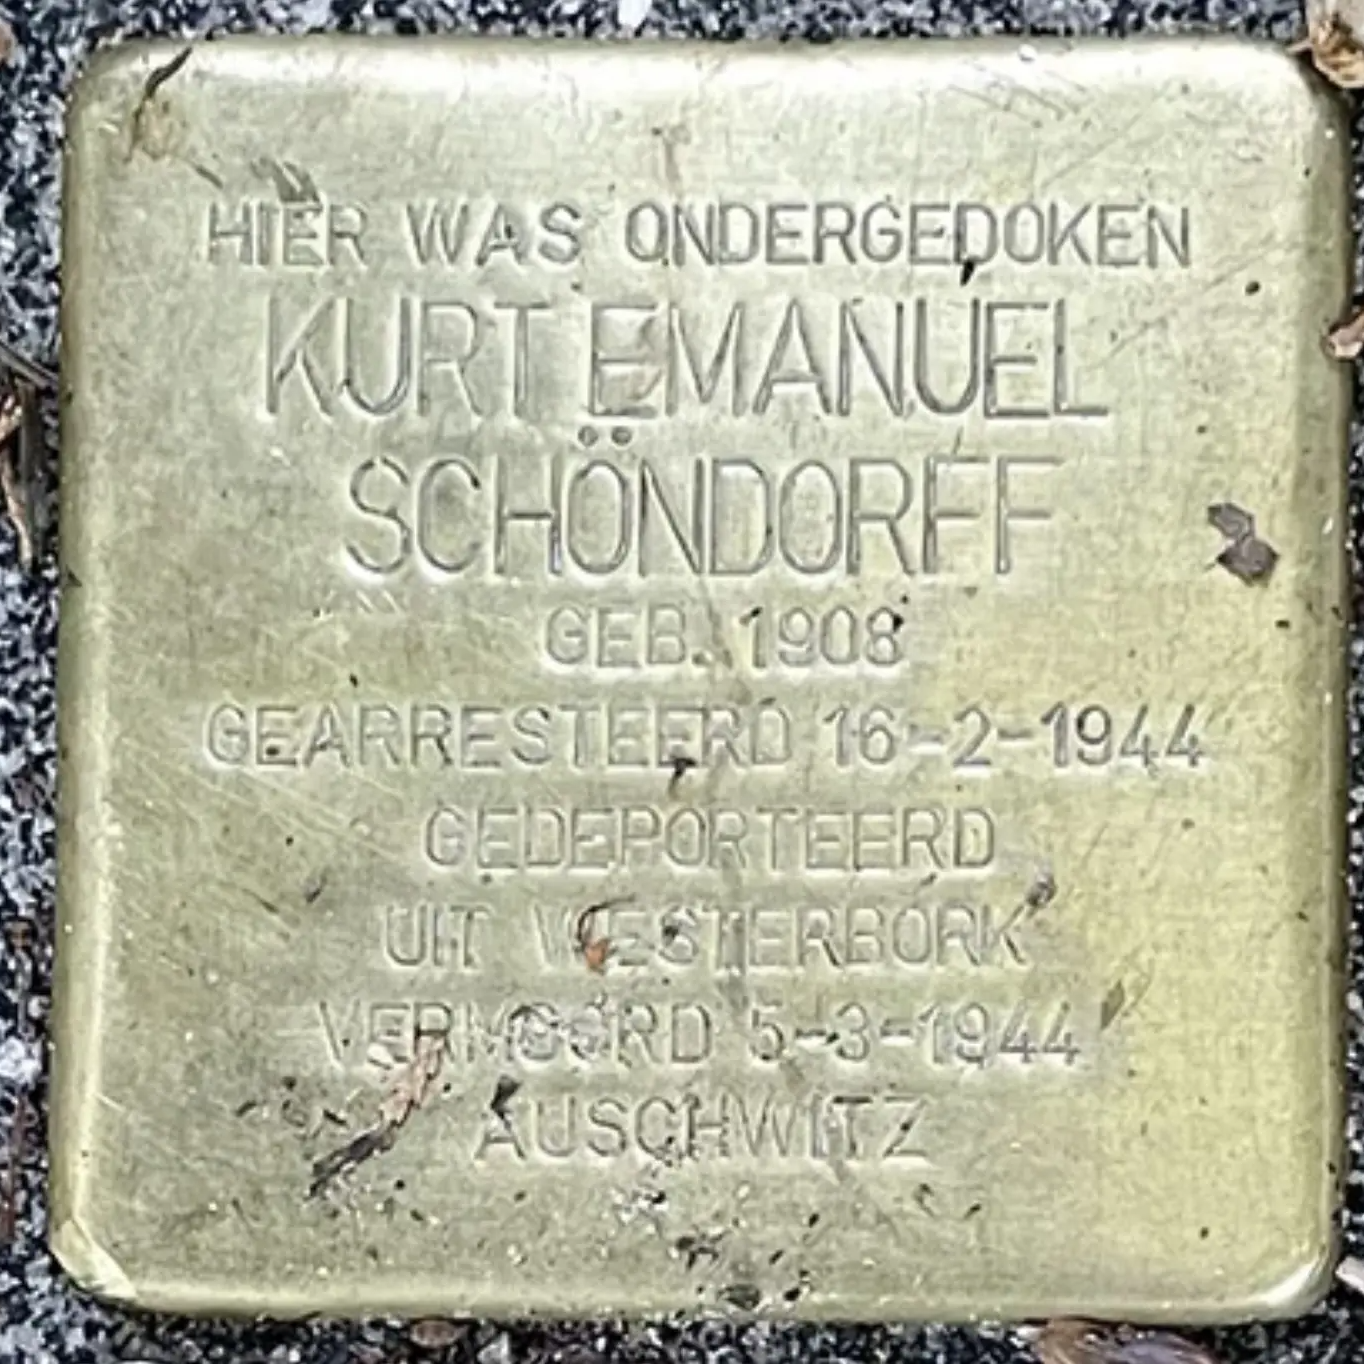 HIER WAS ONDERGEDOKEN
KURT EMANUEL
SCHÖNDORFF
GEB. 1908
GEARRESTEERD 16-2-1944
GEDEPORTEERD
UIT WESTERBORK
VERMOORD 5-3-1944
AUSCHWITZ